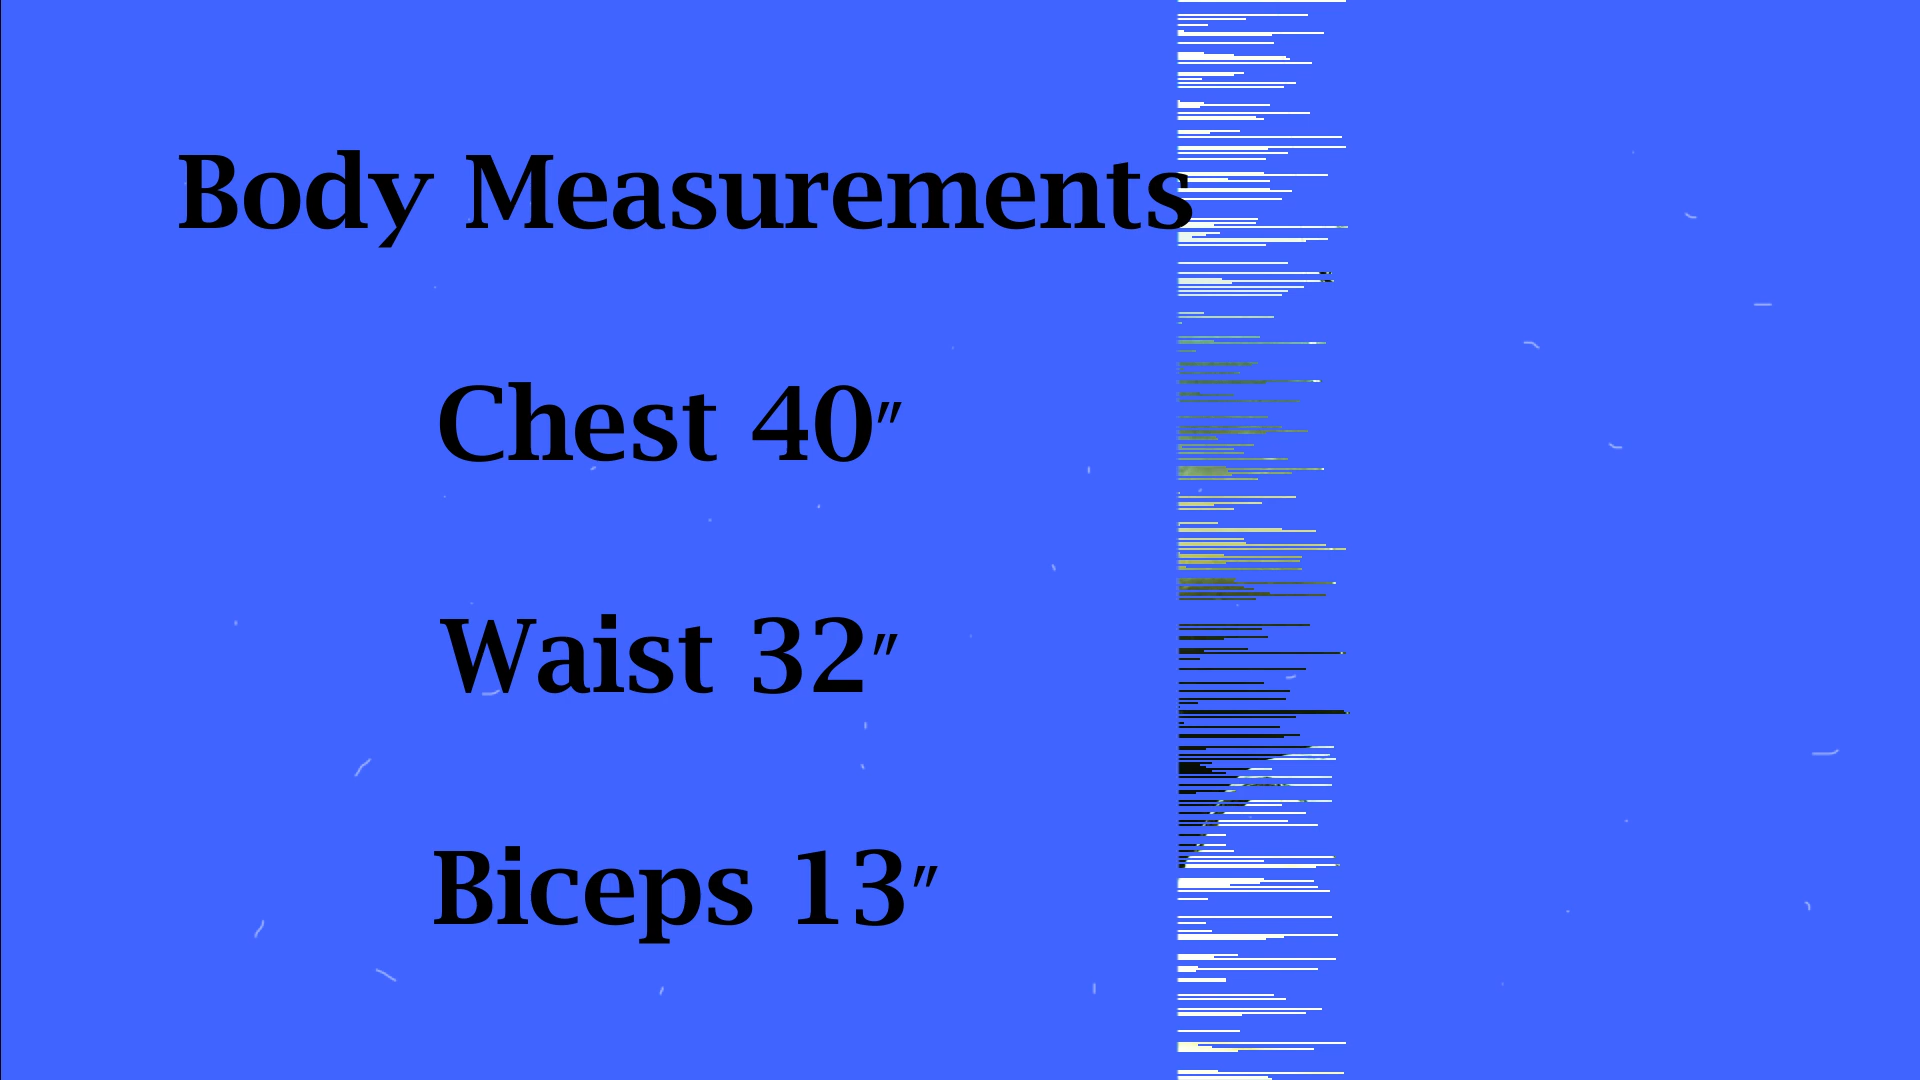 Body Measurements
Chest 40″
Waist 32″
Biceps 13″